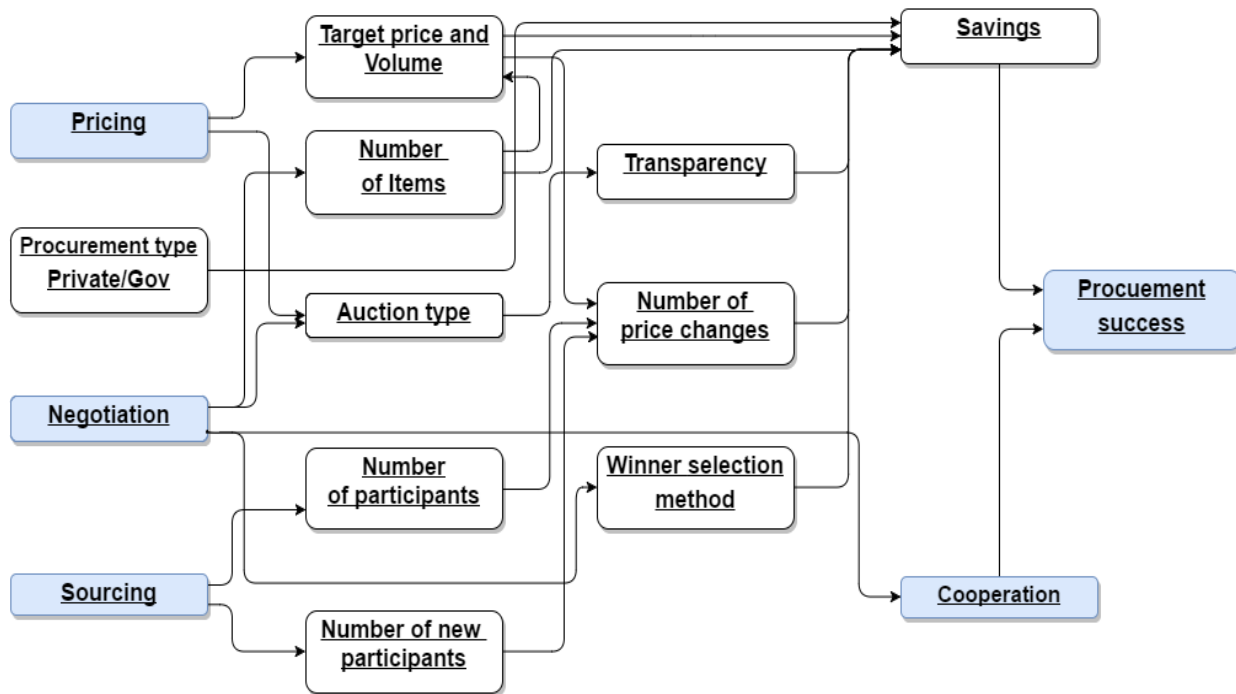 Target price and
Volume
Savings
Pricing
Number
of Items
Transparency
Procurement type
Private/Gov
Auction type
Number of
price changes
Procuement
success
Negotiation
Number
of participants
Winner selection
method
Sourcing
Cooperation
Number of new
participants